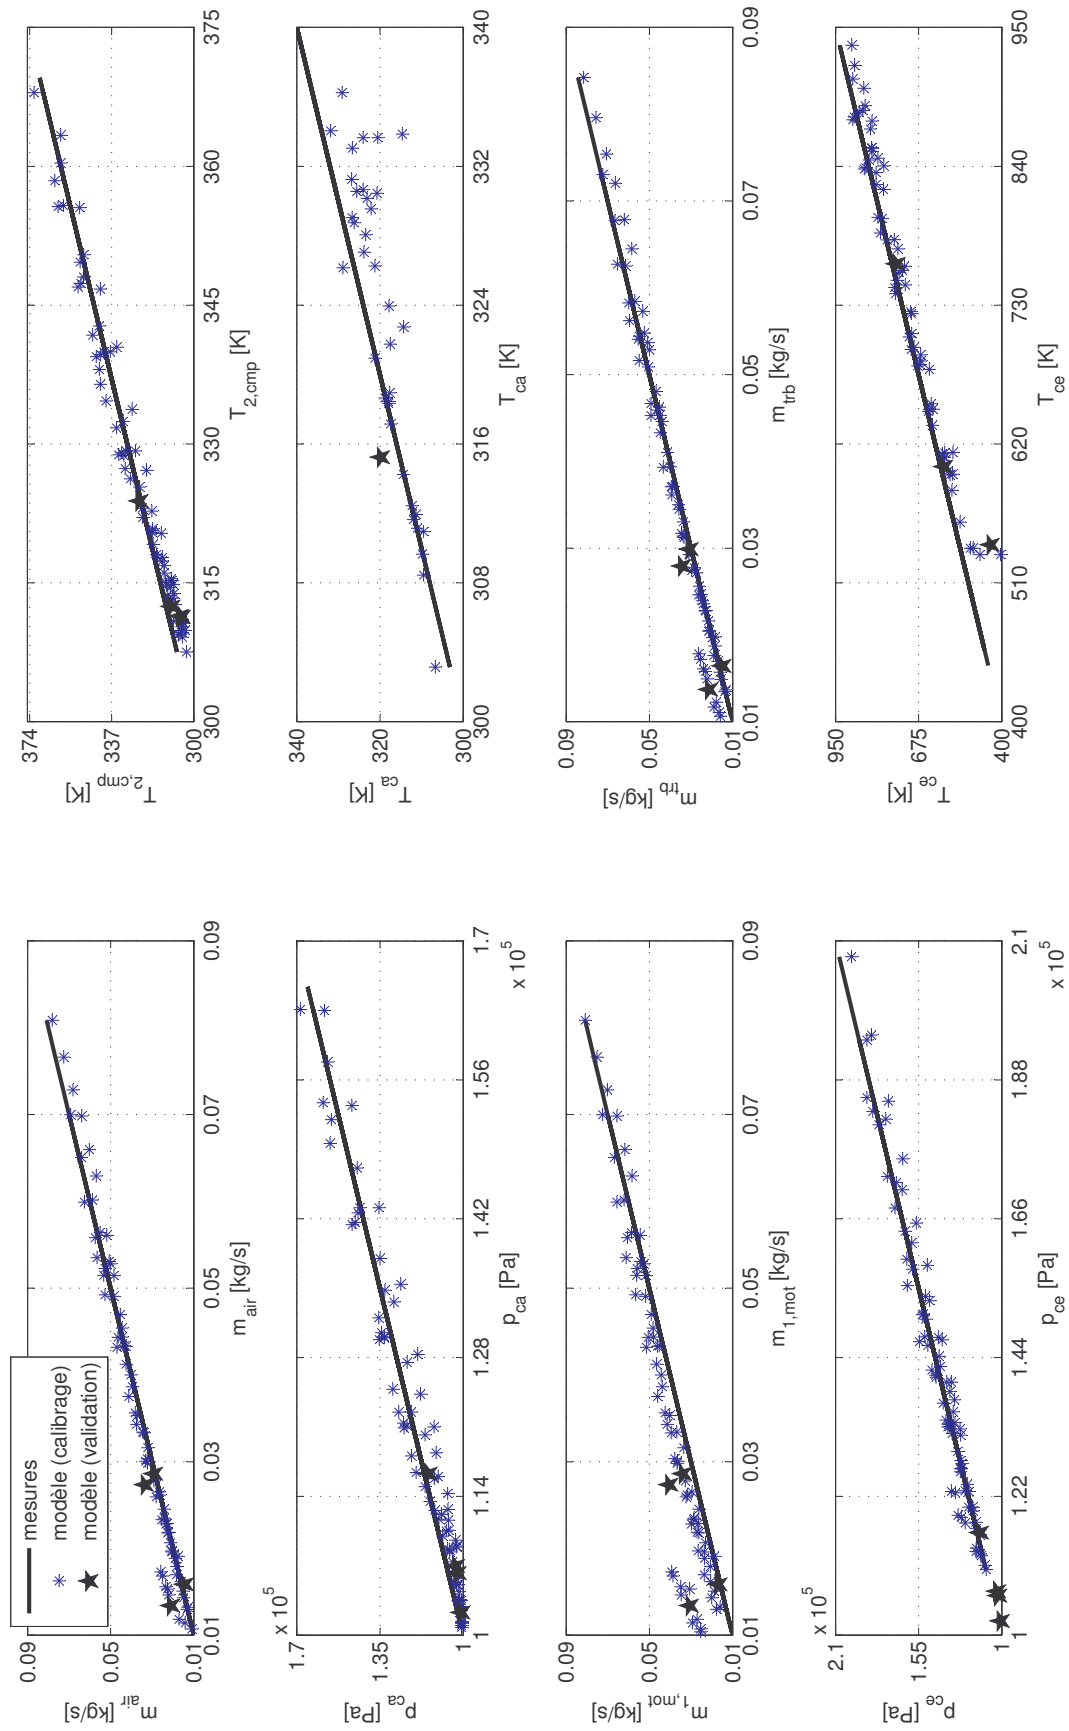 mesures
modèle (calibrage)
modèle (validation)
m_air [kg/s]
0.09
0.05
0.01
0.01 0.03 0.05 0.07 0.09
m_air [kg/s]
T_2,cmp [K]
374
337
300
300 315 330 345 360 375
T_2,cmp [K]
x 10^5
p_ca [Pa]
1.7
1.35
1
1 1.14 1.28 1.42 1.56 1.7
x 10^5
p_ca [Pa]
T_ca [K]
340
320
300
300 308 316 324 332 340
T_ca [K]
m_1,mot [kg/s]
0.09
0.05
0.01
0.01 0.03 0.05 0.07 0.09
m_1,mot [kg/s]
m_trb [kg/s]
0.09
0.05
0.01
0.01 0.03 0.05 0.07 0.09
m_trb [kg/s]
x 10^5
p_ce [Pa]
2.1
1.55
1
1 1.22 1.44 1.66 1.88 2.1
x 10^5
p_ce [Pa]
T_ce [K]
950
675
400
400 510 620 730 840 950
T_ce [K]